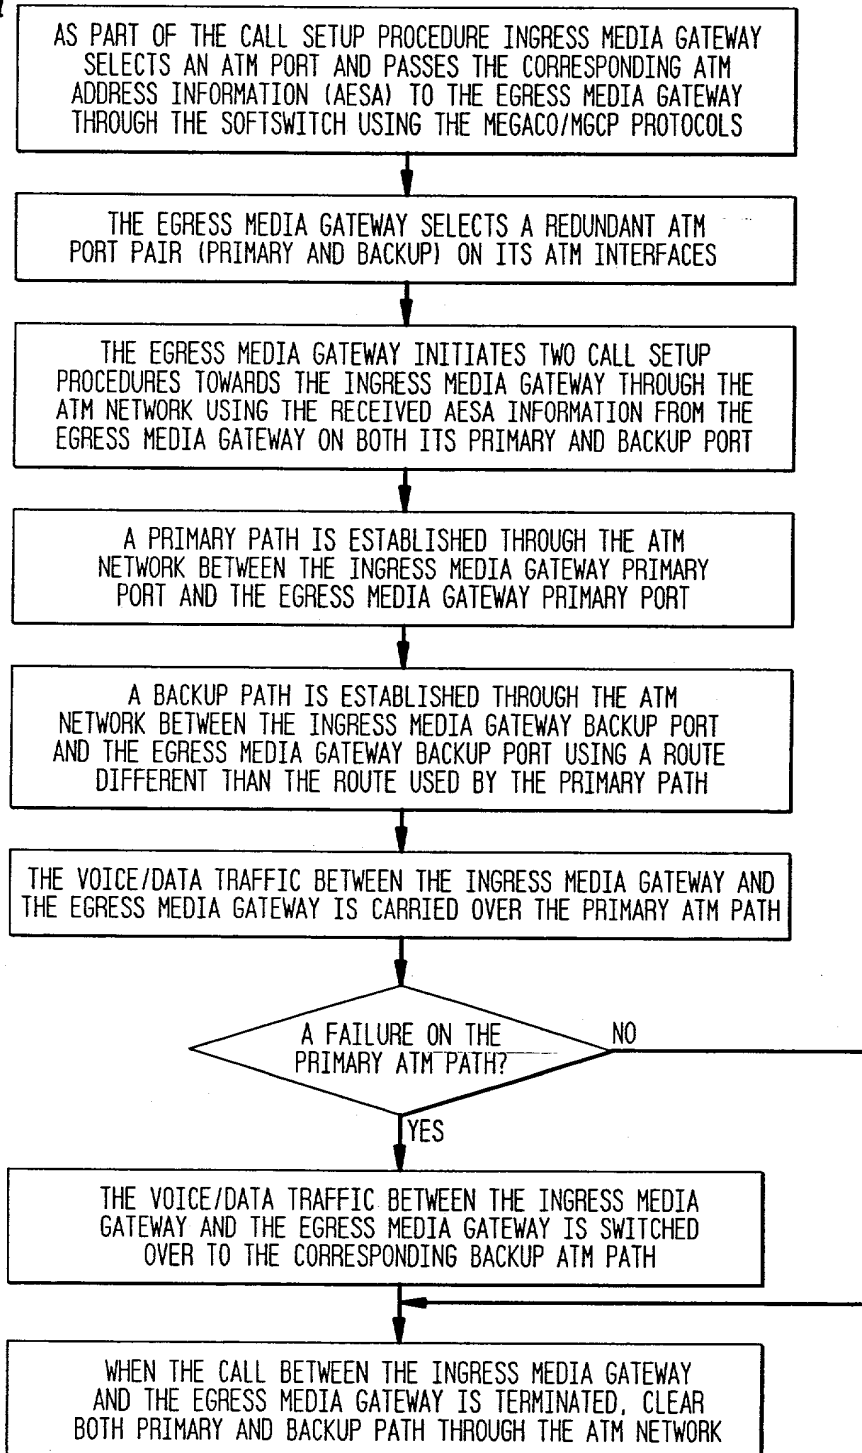 AS PART OF THE CALL SETUP PROCEDURE INGRESS MEDIA GATEWAY
SELECTS AN ATM PORT AND PASSES THE CORRESPONDING ATM
ADDRESS INFORMATION (AESA) TO THE EGRESS MEDIA GATEWAY
THROUGH THE SOFTSWITCH USING THE MEGACO/MGCP PROTOCOLS
THE EGRESS MEDIA GATEWAY SELECTS A REDUNDANT ATM
PORT PAIR (PRIMARY AND BACKUP) ON ITS ATM INTERFACES
THE EGRESS MEDIA GATEWAY INITIATES TWO CALL SETUP
PROCEDURES TOWARDS THE INGRESS MEDIA GATEWAY THROUGH THE
ATM NETWORK USING THE RECEIVED AESA INFORMATION FROM THE
EGRESS MEDIA GATEWAY ON BOTH ITS PRIMARY AND BACKUP PORT
A PRIMARY PATH IS ESTABLISHED THROUGH THE ATM
NETWORK BETWEEN THE INGRESS MEDIA GATEWAY PRIMARY
PORT AND THE EGRESS MEDIA GATEWAY PRIMARY PORT
A BACKUP PATH IS ESTABLISHED THROUGH THE ATM
NETWORK BETWEEN THE INGRESS MEDIA GATEWAY BACKUP PORT
AND THE EGRESS MEDIA GATEWAY BACKUP PORT USING A ROUTE
DIFFERENT THAN THE ROUTE USED BY THE PRIMARY PATH
THE VOICE/DATA TRAFFIC BETWEEN THE INGRESS MEDIA GATEWAY AND
THE EGRESS MEDIA GATEWAY IS CARRIED OVER THE PRIMARY ATM PATH
A FAILURE ON THE
PRIMARY ATM PATH?
NO
YES
THE VOICE/DATA TRAFFIC BETWEEN THE INGRESS MEDIA
GATEWAY AND THE EGRESS MEDIA GATEWAY IS SWITCHED
OVER TO THE CORRESPONDING BACKUP ATM PATH
WHEN THE CALL BETWEEN THE INGRESS MEDIA GATEWAY
AND THE EGRESS MEDIA GATEWAY IS TERMINATED, CLEAR
BOTH PRIMARY AND BACKUP PATH THROUGH THE ATM NETWORK